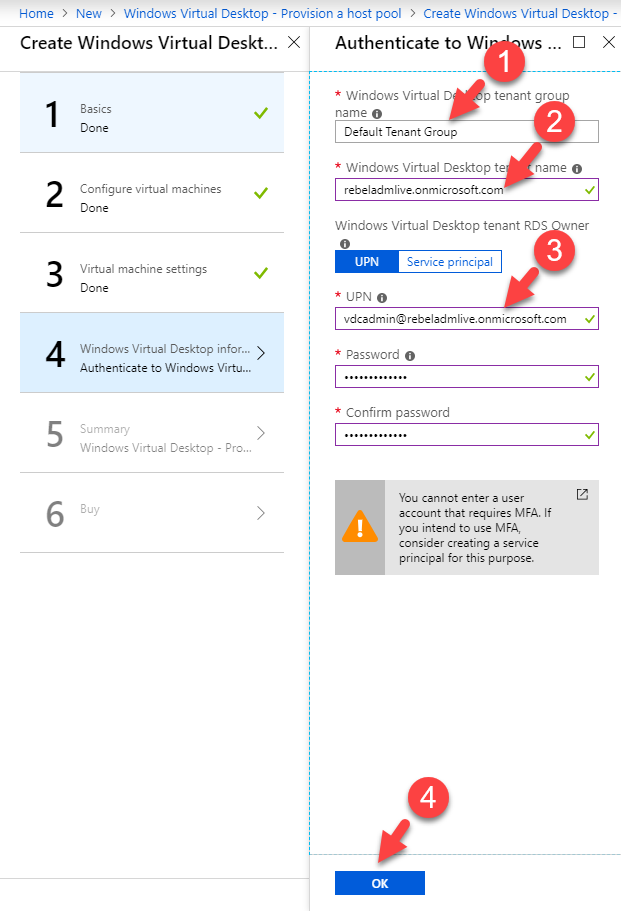 Home > New > Windows Virtual Desktop - Provision a host pool > Create Windows Virtual Desktop -
Create Windows Virtual Deskt...
1
Basics
Done
2
Configure virtual machines
Done
3
Virtual machine settings
Done
4
Windows Virtual Desktop infor...
Authenticate to Windows Virtu...
5
Summary
Windows Virtual Desktop - Pro...
6
Buy
Authenticate to Windows ...
1
* Windows Virtual Desktop tenant group
name
Default Tenant Group
2
* Windows Virtual Desktop tenant name
rebeladmlive.onmicrosoft.com
Windows Virtual Desktop tenant RDS Owner
UPN Service principal
3
* UPN
vdcadmin@rebeladmlive.onmicrosoft.com
* Password
•••••••••••••
* Confirm password
•••••••••••••
You cannot enter a user
account that requires MFA. If
you intend to use MFA,
consider creating a service
principal for this purpose.
4
OK